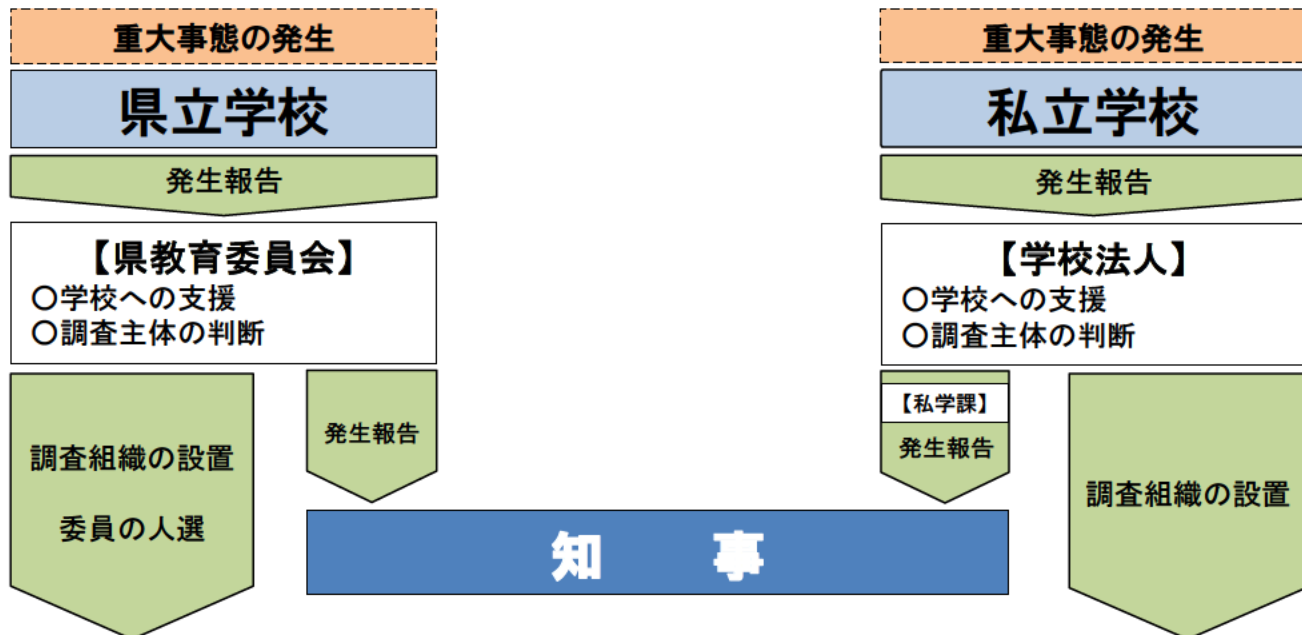 重大事態の発生
県立学校
発生報告
【県教育委員会】
〇学校への支援
〇調査主体の判断
調査組織の設置
委員の人選
発生報告
重大事態の発生
私立学校
発生報告
【学校法人】
〇学校への支援
〇調査主体の判断
【私学課】
発生報告
調査組織の設置
知　事